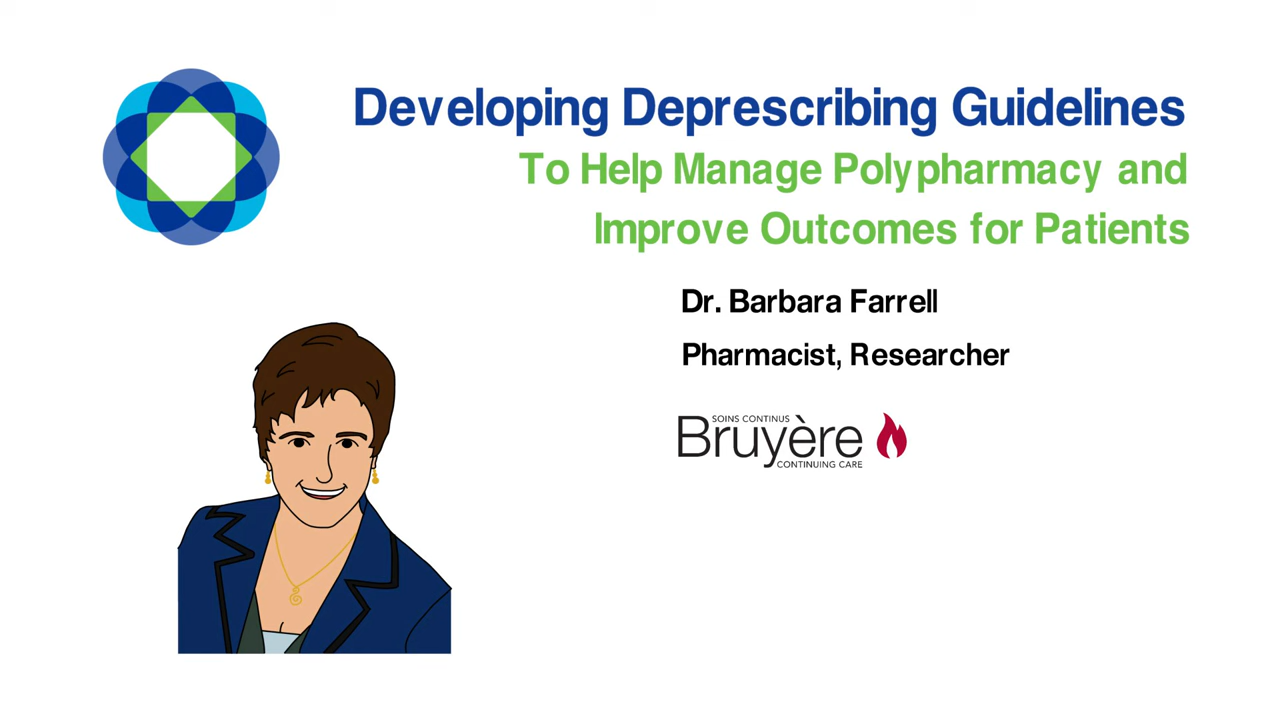 Developing Deprescribing Guidelines
To Help Manage Polypharmacy and
Improve Outcomes for Patients
Dr. Barbara Farrell
Pharmacist, Researcher
SOINS CONTINUS
Bruyère
CONTINUING CARE